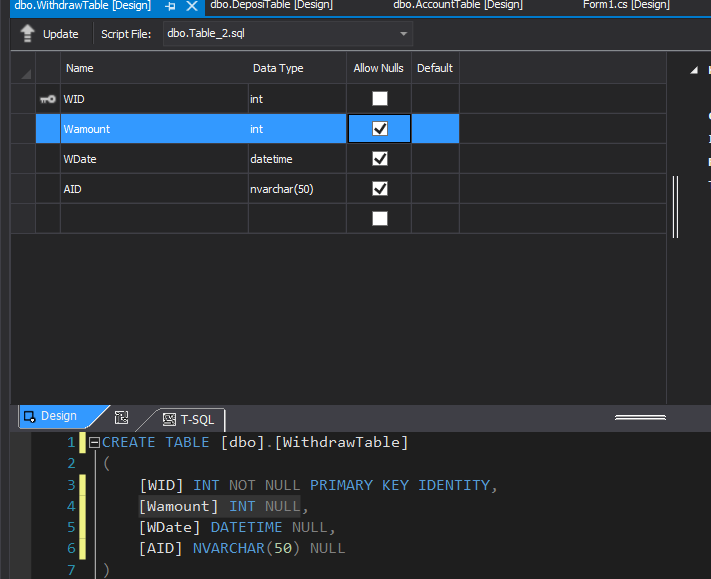 dbo.WithdrawTable [Design] dbo.DeposiTable [Design] dbo.AccountTable [Design] Form1.cs [Design]
Update Script File: dbo.Table_2.sql
Name Data Type Allow Nulls Default
WID int
Wamount int
WDate datetime
AID nvarchar(50)
Design T-SQL
1 CREATE TABLE [dbo].[WithdrawTable]
2 (
3 [WID] INT NOT NULL PRIMARY KEY IDENTITY,
4 [Wamount] INT NULL,
5 [WDate] DATETIME NULL,
6 [AID] NVARCHAR(50) NULL
7 )